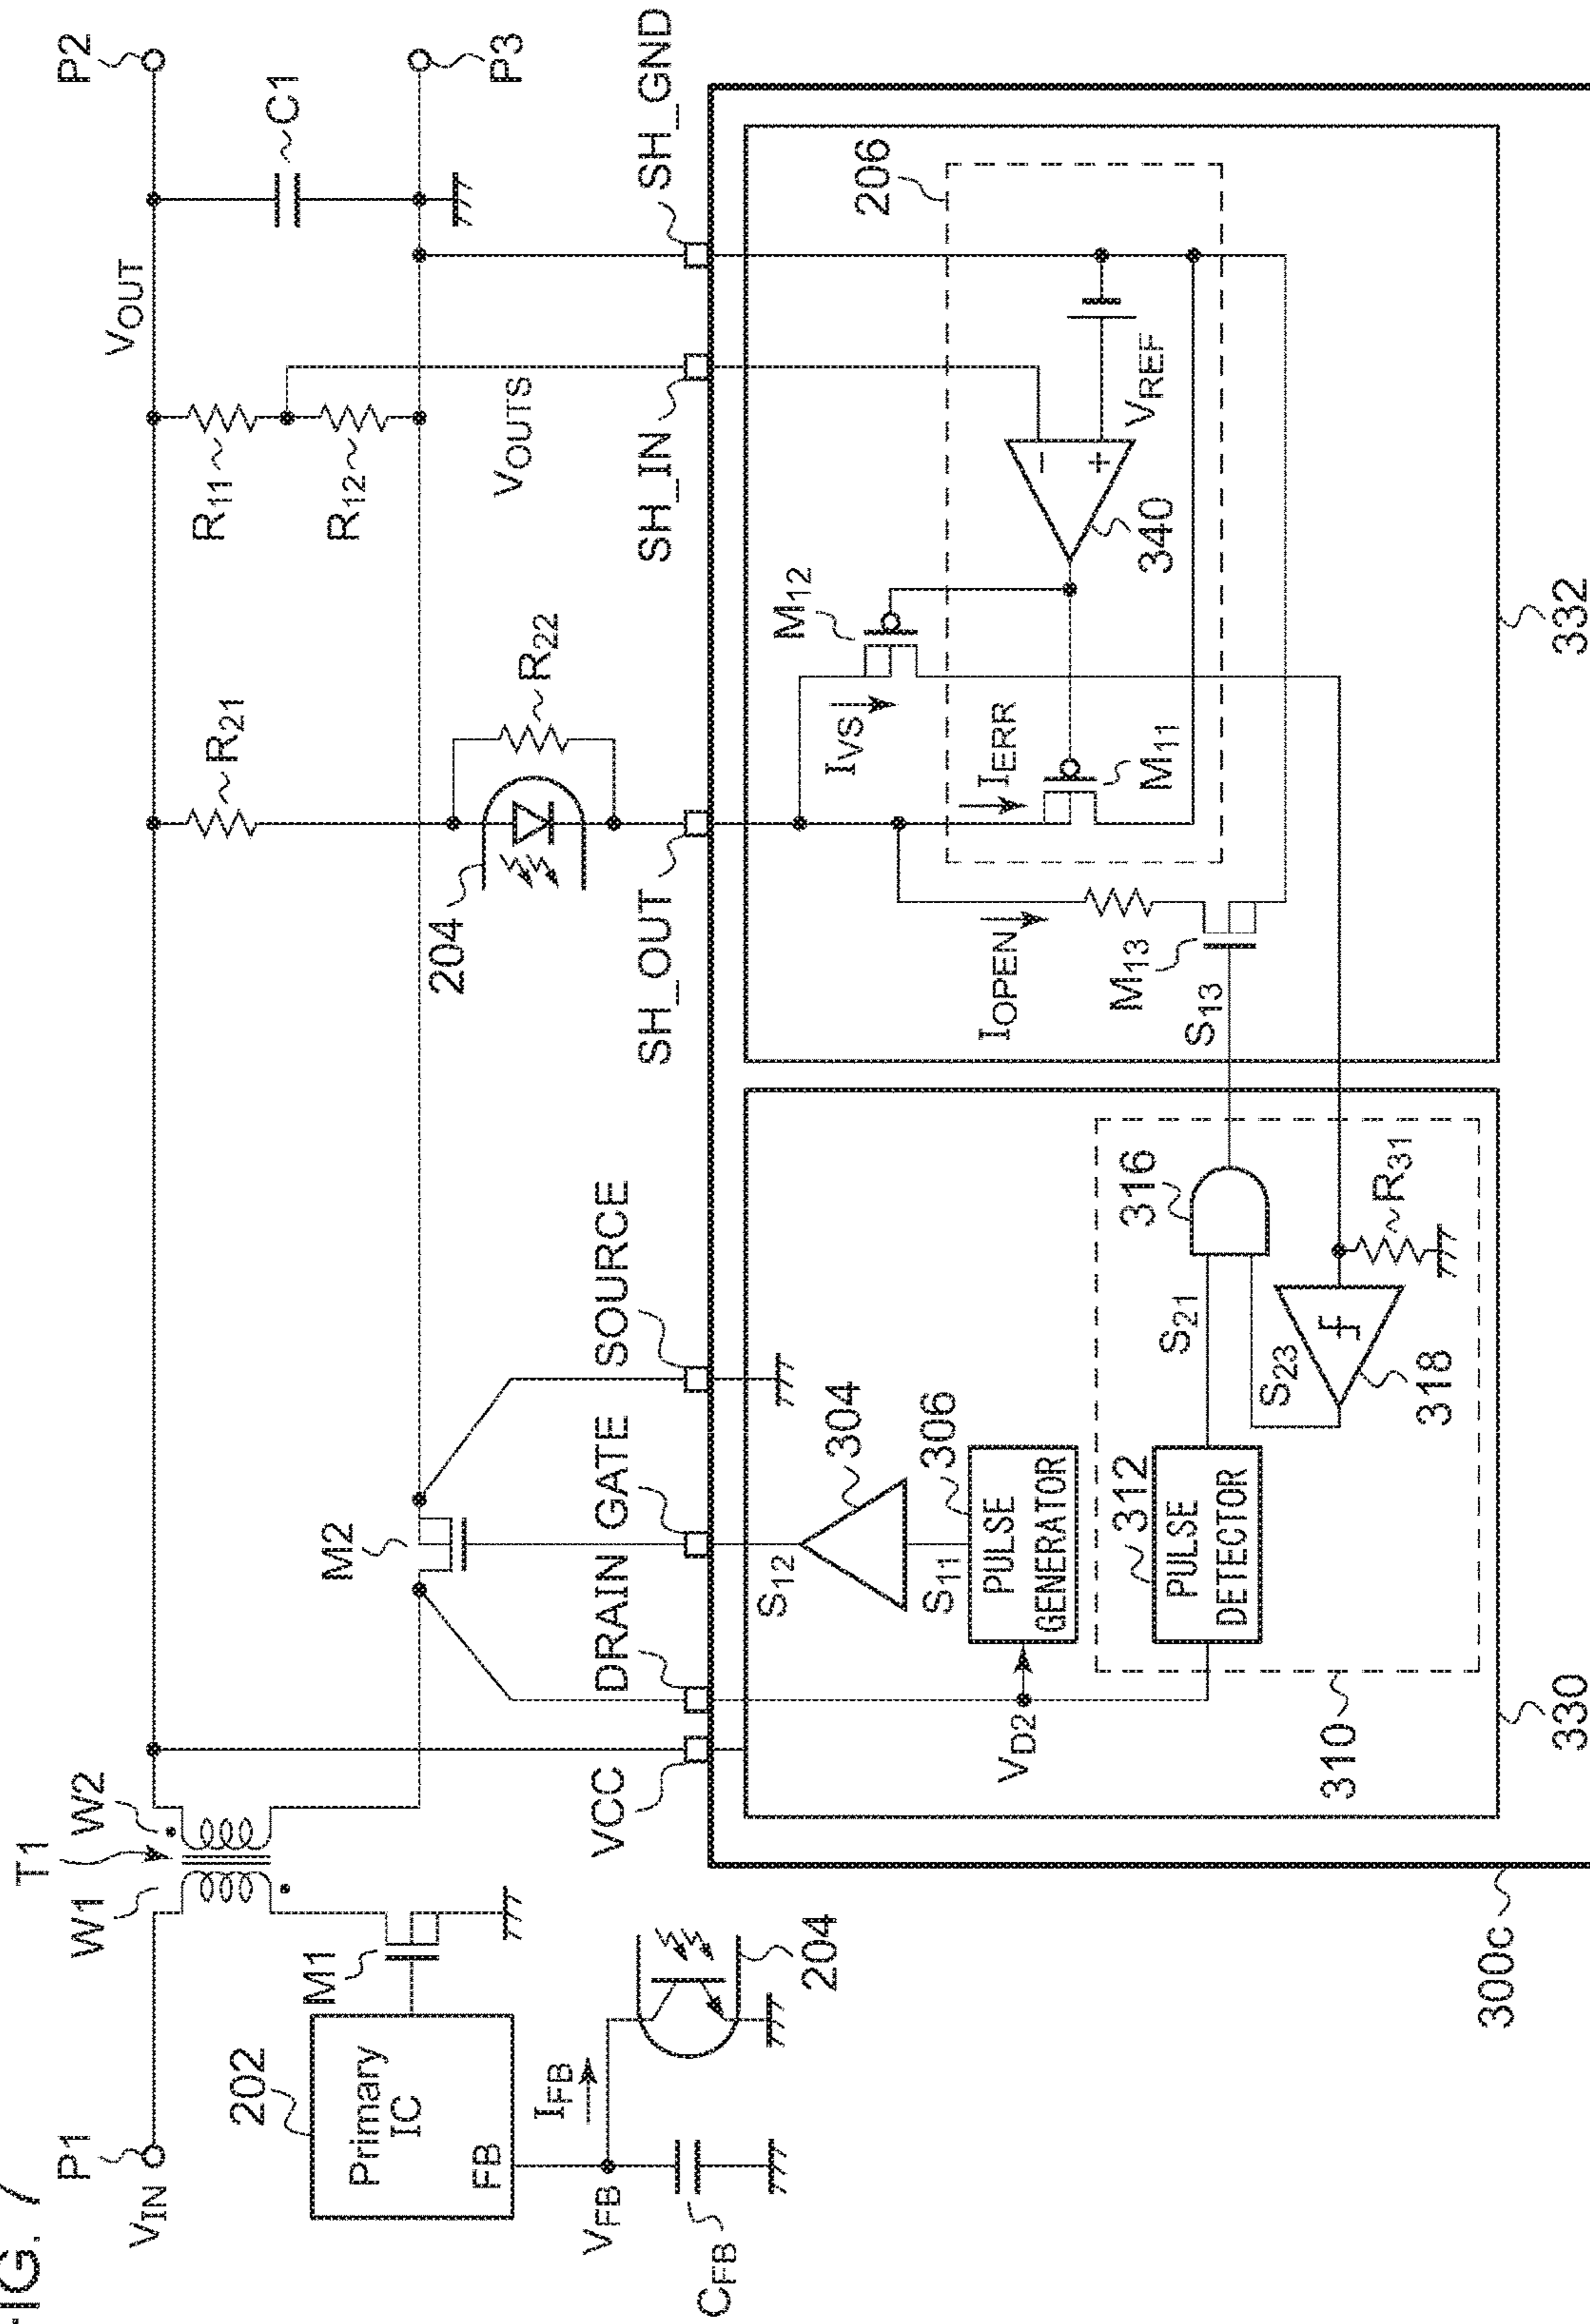 FIG. 7
P1
VIN
W1
T1
W2
VOUT
P2
C1
P3
202
Primary IC
FB
M1
VFB
IFB
CFB
204
M2
R21
R22
204
R11
R12
VOUTS
VCC
DRAIN
GATE
SOURCE
SH_OUT
SH_IN
SH_GND
S12
304
S11
306
PULSE
GENERATOR
VD2
312
PULSE
DETECTOR
S21
316
S23
318
R31
310
330
S13
M13
IOPEN
IERR
M11
IVS
M12
206
-
+
340
VREF
332
300c